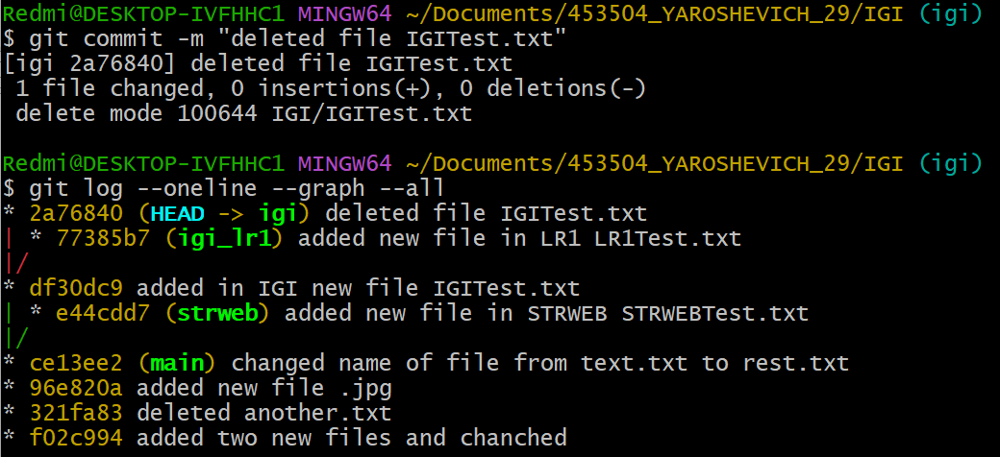 Redmi@DESKTOP-IVFHHC1 MINGW64 ~/Documents/453504_YAROSHEVICH_29/IGI (igi)
$ git commit -m "deleted file IGITest.txt"
[igi 2a76840] deleted file IGITest.txt
 1 file changed, 0 insertions(+), 0 deletions(-)
 delete mode 100644 IGI/IGITest.txt

Redmi@DESKTOP-IVFHHC1 MINGW64 ~/Documents/453504_YAROSHEVICH_29/IGI (igi)
$ git log --oneline --graph --all
* 2a76840 (HEAD -> igi) deleted file IGITest.txt
| * 77385b7 (igi_lr1) added new file in LR1 LR1Test.txt
|/
* df30dc9 added in IGI new file IGITest.txt
| * e44cdd7 (strweb) added new file in STRWEB STRWEBTest.txt
|/
* ce13ee2 (main) changed name of file from text.txt to rest.txt
* 96e820a added new file .jpg
* 321fa83 deleted another.txt
* f02c994 added two new files and chanched